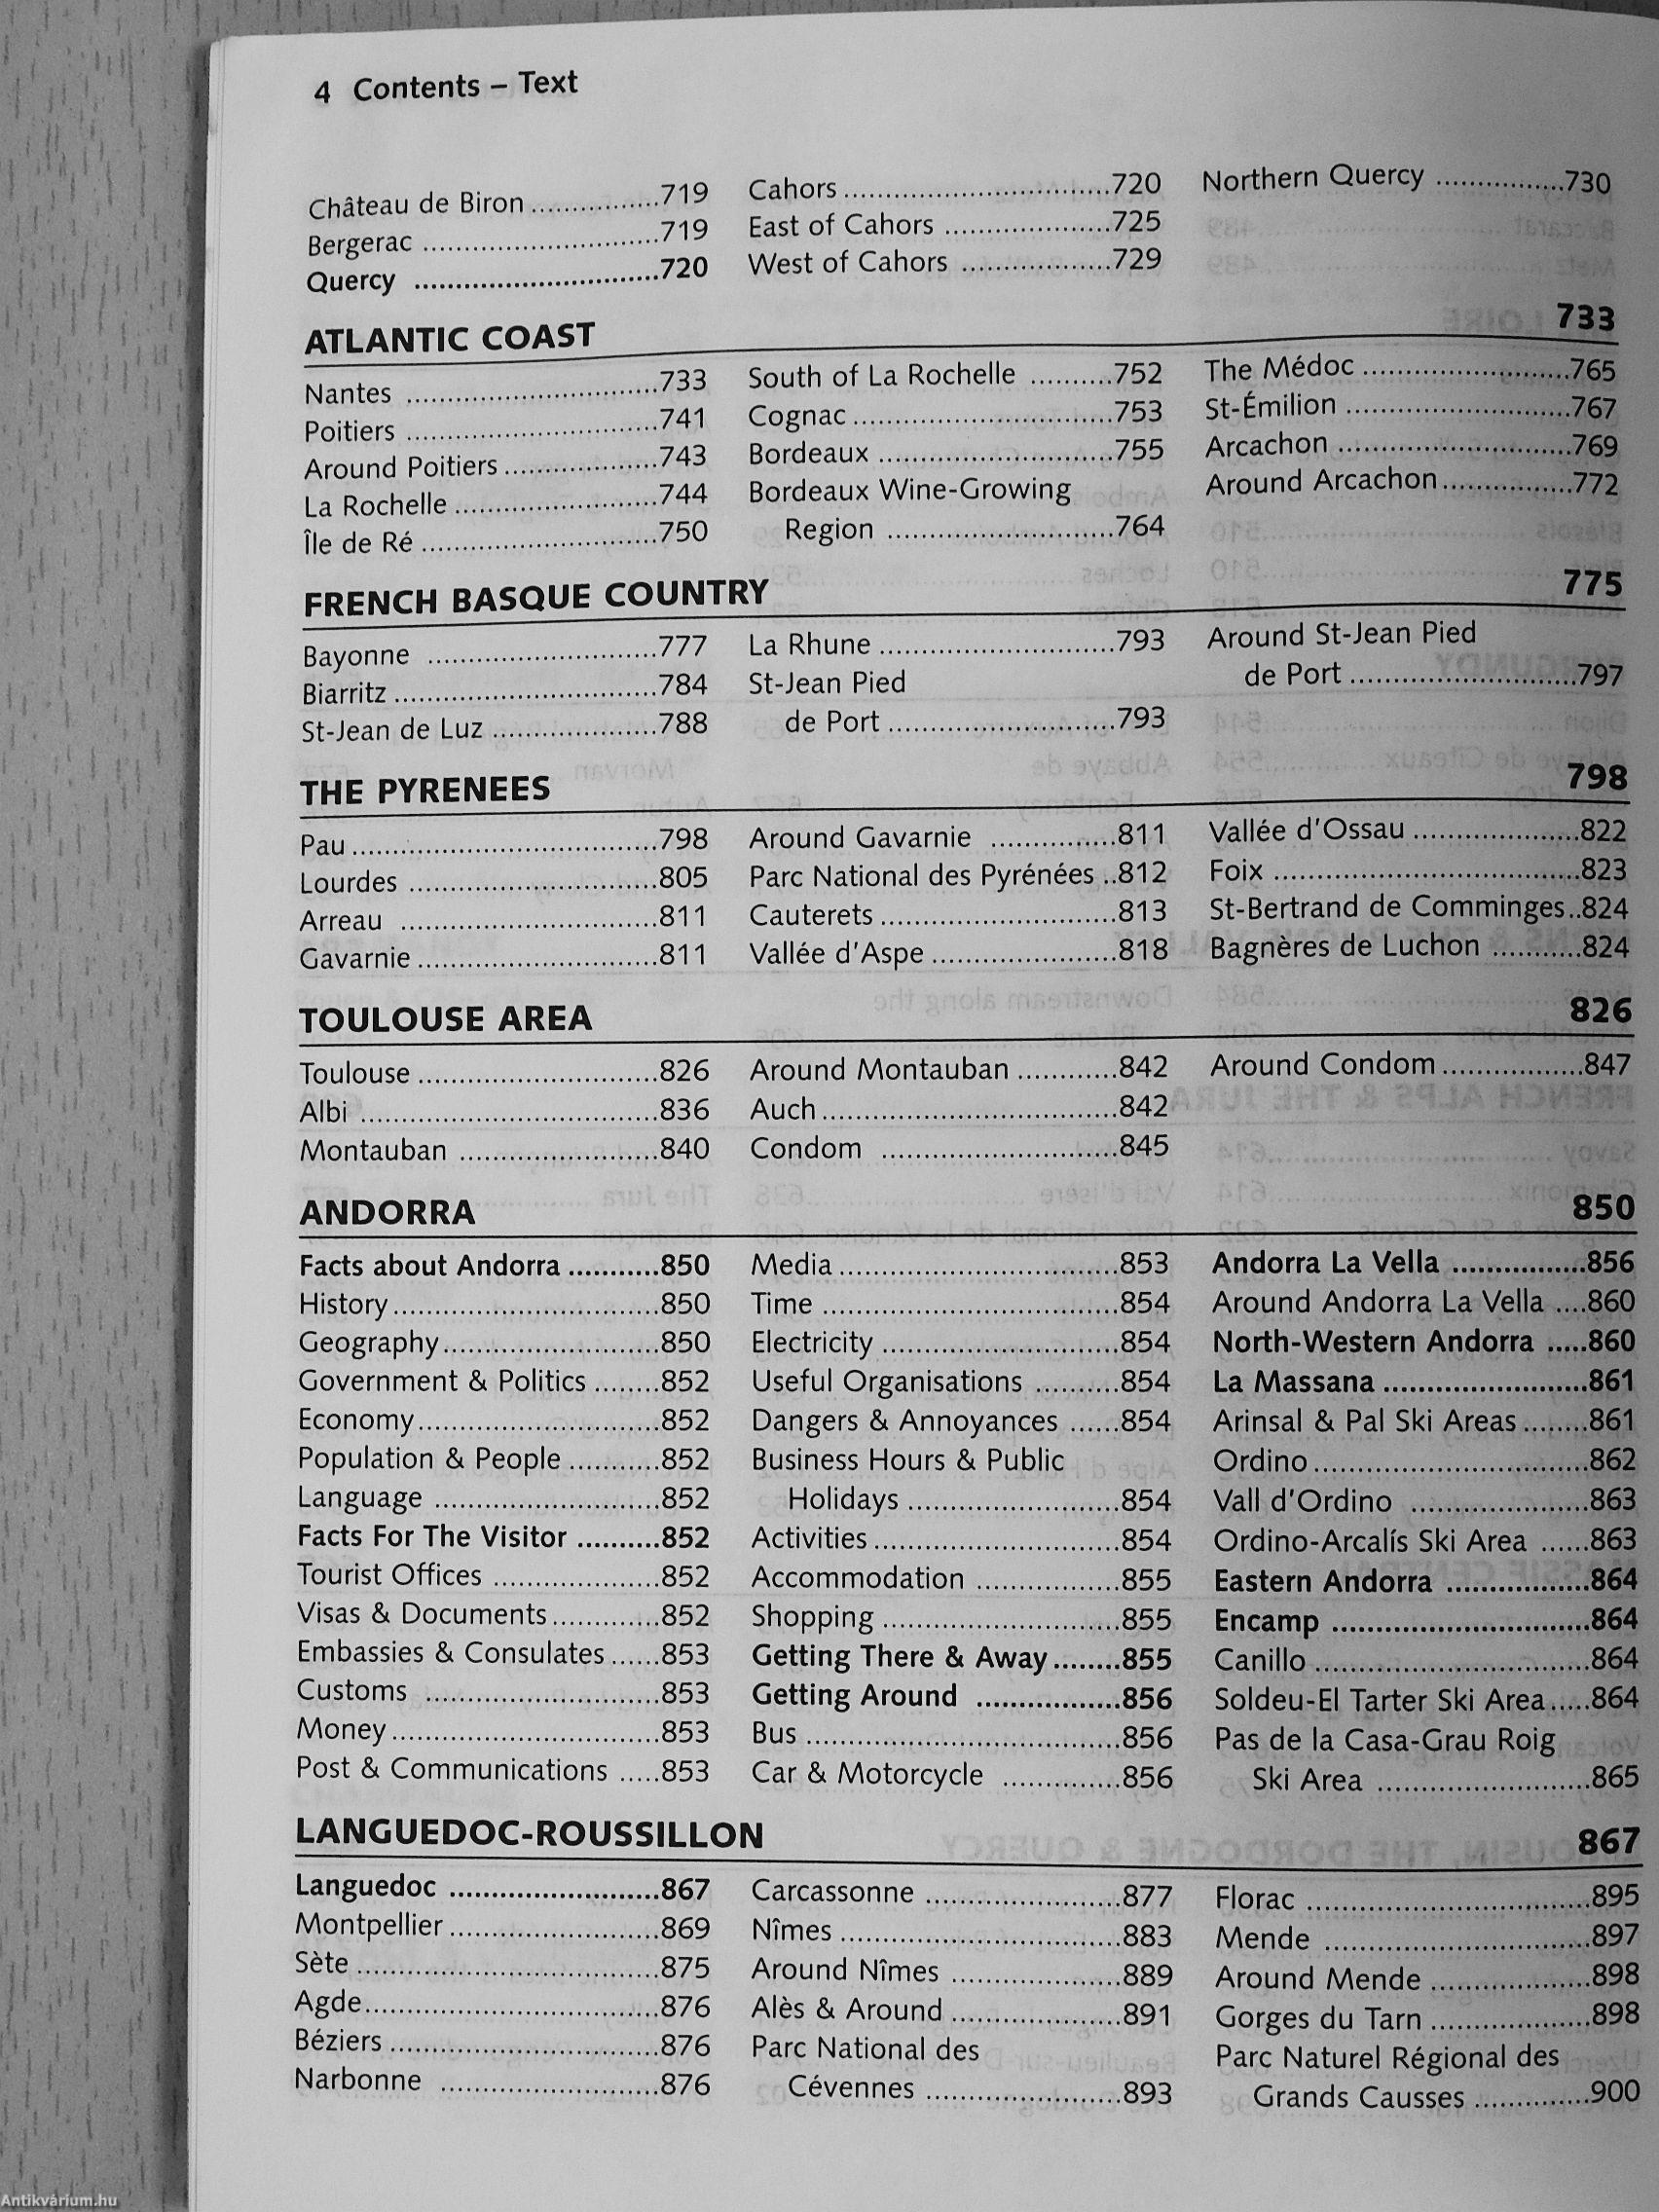 4 Contents – Text
Château de Biron ................719
Bergerac .............................719
Quercy ..............................720
Cahors.................................720
East of Cahors ....................725
West of Cahors ..................729
Northern Quercy ................730
ATLANTIC COAST 733
Nantes ...............................733
Poitiers ...............................741
Around Poitiers ...................743
La Rochelle .........................744
Île de Ré .............................750
South of La Rochelle ..........752
Cognac................................753
Bordeaux ............................755
Bordeaux Wine-Growing
Region ............................764
The Médoc .........................765
St-Émilion ...........................767
Arcachon ............................769
Around Arcachon................772
FRENCH BASQUE COUNTRY 775
Bayonne ............................777
Biarritz ................................784
St-Jean de Luz ....................788
La Rhune ............................793
St-Jean Pied
de Port ............................793
Around St-Jean Pied
de Port ............................797
THE PYRENEES 798
Pau .....................................798
Lourdes ..............................805
Arreau ...............................811
Gavarnie .............................811
Around Gavarnie ...............811
Parc National des Pyrénées ..812
Cauterets ............................813
Vallée d'Aspe ......................818
Vallée d'Ossau ....................822
Foix .....................................823
St-Bertrand de Comminges..824
Bagnères de Luchon ...........824
TOULOUSE AREA 826
Toulouse .............................826
Albi ....................................836
Montauban ........................840
Around Montauban ............842
Auch ...................................842
Condom ............................845
Around Condom.................847
ANDORRA 850
Facts about Andorra ...........850
History................................850
Geography..........................850
Government & Politics ........852
Economy.............................852
Population & People ...........852
Language ...........................852
Facts For The Visitor ..........852
Tourist Offices ....................852
Visas & Documents.............852
Embassies & Consulates......853
Customs ............................853
Money ................................853
Post & Communications .....853
Media .................................853
Time ...................................854
Electricity ............................854
Useful Organisations ..........854
Dangers & Annoyances ......854
Business Hours & Public
Holidays .........................854
Activities .............................854
Accommodation .................855
Shopping ............................855
Getting There & Away........855
Getting Around .................856
Bus .....................................856
Car & Motorcycle ..............856
Andorra La Vella ................856
Around Andorra La Vella ....860
North-Western Andorra .....860
La Massana .......................861
Arinsal & Pal Ski Areas ........861
Ordino ................................862
Vall d'Ordino .....................863
Ordino-Arcalís Ski Area ......863
Eastern Andorra .................864
Encamp .............................864
Canillo ................................864
Soldeu-El Tarter Ski Area.....864
Pas de la Casa-Grau Roig
Ski Area .........................865
LANGUEDOC-ROUSSILLON 867
Languedoc ........................867
Montpellier .........................869
Sète ....................................875
Agde...................................876
Béziers ................................876
Narbonne ..........................876
Carcassonne .......................877
Nîmes .................................883
Around Nîmes ....................889
Alès & Around ....................891
Parc National des
Cévennes .......................893
Florac .................................895
Mende ...............................897
Around Mende ...................898
Gorges du Tarn ...................898
Parc Naturel Régional des
Grands Causses ..............900
Antikvárium.hu